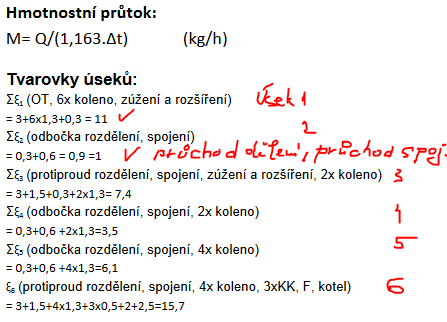 Hmotnostní průtok:
M= Q/(1,163.Δt) (kg/h)
Tvarovky úseků:
Σξ₁ (OT, 6x koleno, zúžení a rozšíření) Úsek 1
= 3+6x1,3+0,3 = 11 ✓
Σξ₂ (odbočka rozdělení, spojení) 2
= 0,3+0,6 = 0,9 =1 ✓ průchod dělení, průchod spoj.
Σξ₃ (protiproud rozdělení, spojení, zúžení a rozšíření, 2x koleno) 3
= 3+1,5+0,3+2x1,3= 7,4
Σξ₄ (odbočka rozdělení, spojení, 2x koleno) 4
= 0,3+0,6 +2x1,3=3,5
Σξ₅ (odbočka rozdělení, spojení, 4x koleno) 5
= 0,3+0,6 +4x1,3=6,1
ξ₆ (protiproud rozdělení, spojení, 4x koleno, 3xKK, F, kotel) 6
= 3+1,5+4x1,3+3x0,5+2+2,5=15,7